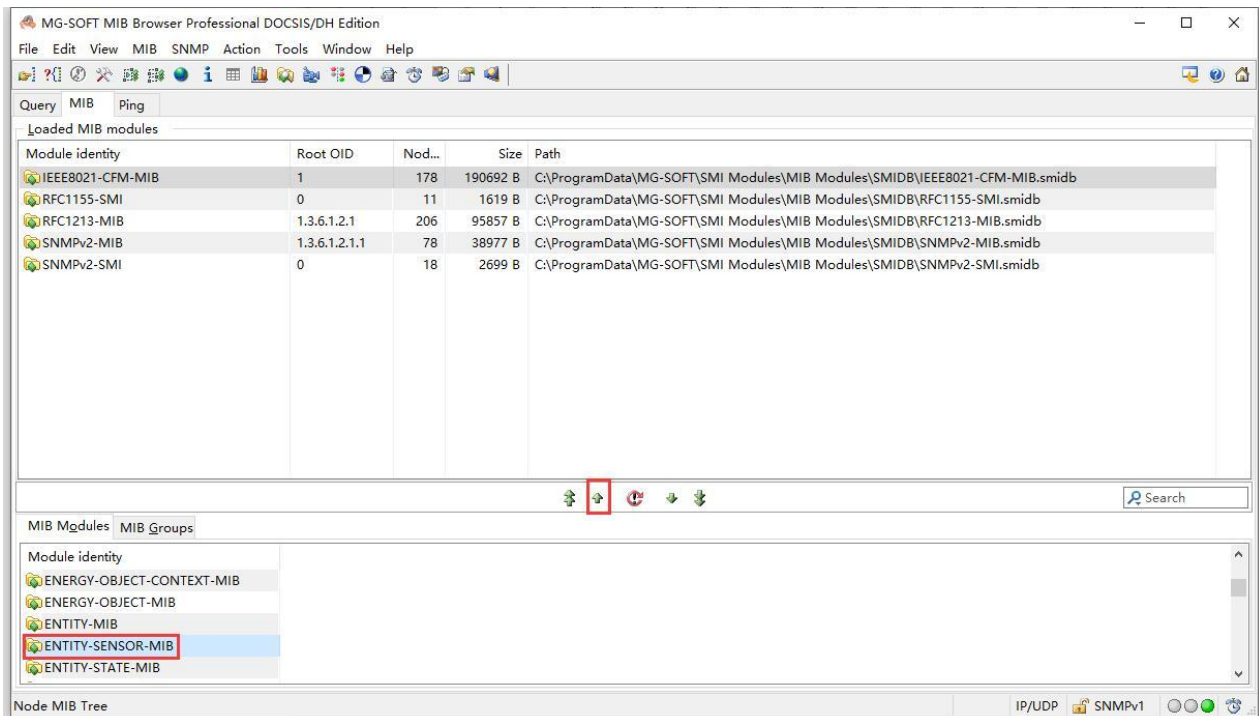 MG-SOFT MIB Browser Professional DOCSIS/DH Edition
File Edit View MIB SNMP Action Tools Window Help
Query MIB Ping
Loaded MIB modules
Module identity Root OID Nod... Size Path
IEEE8021-CFM-MIB 1 178 190692 B C:\ProgramData\MG-SOFT\SMI Modules\MIB Modules\SMIDB\IEEE8021-CFM-MIB.smidb
RFC1155-SMI 0 11 1619 B C:\ProgramData\MG-SOFT\SMI Modules\MIB Modules\SMIDB\RFC1155-SMI.smidb
RFC1213-MIB 1.3.6.1.2.1 206 95857 B C:\ProgramData\MG-SOFT\SMI Modules\MIB Modules\SMIDB\RFC1213-MIB.smidb
SNMPv2-MIB 1.3.6.1.2.1.1 78 38977 B C:\ProgramData\MG-SOFT\SMI Modules\MIB Modules\SMIDB\SNMPv2-MIB.smidb
SNMPv2-SMI 0 18 2699 B C:\ProgramData\MG-SOFT\SMI Modules\MIB Modules\SMIDB\SNMPv2-SMI.smidb
Search
MIB Modules MIB Groups
Module identity
ENERGY-OBJECT-CONTEXT-MIB
ENERGY-OBJECT-MIB
ENTITY-MIB
ENTITY-SENSOR-MIB
ENTITY-STATE-MIB
Node MIB Tree IP/UDP SNMPv1